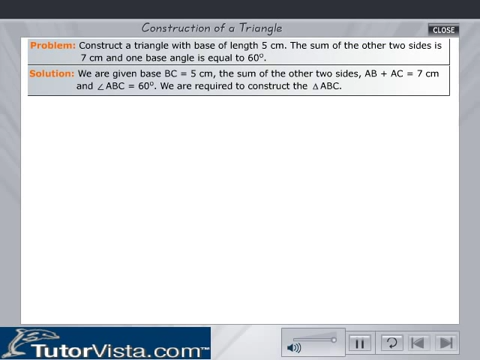 Construction of a Triangle
CLOSE
Problem: Construct a triangle with base of length 5 cm. The sum of the other two sides is
7 cm and one base angle is equal to 60°.
Solution: We are given base BC = 5 cm, the sum of the other two sides, AB + AC = 7 cm
and ∠ABC = 60°. We are required to construct the △ABC.
TutorVista.com™